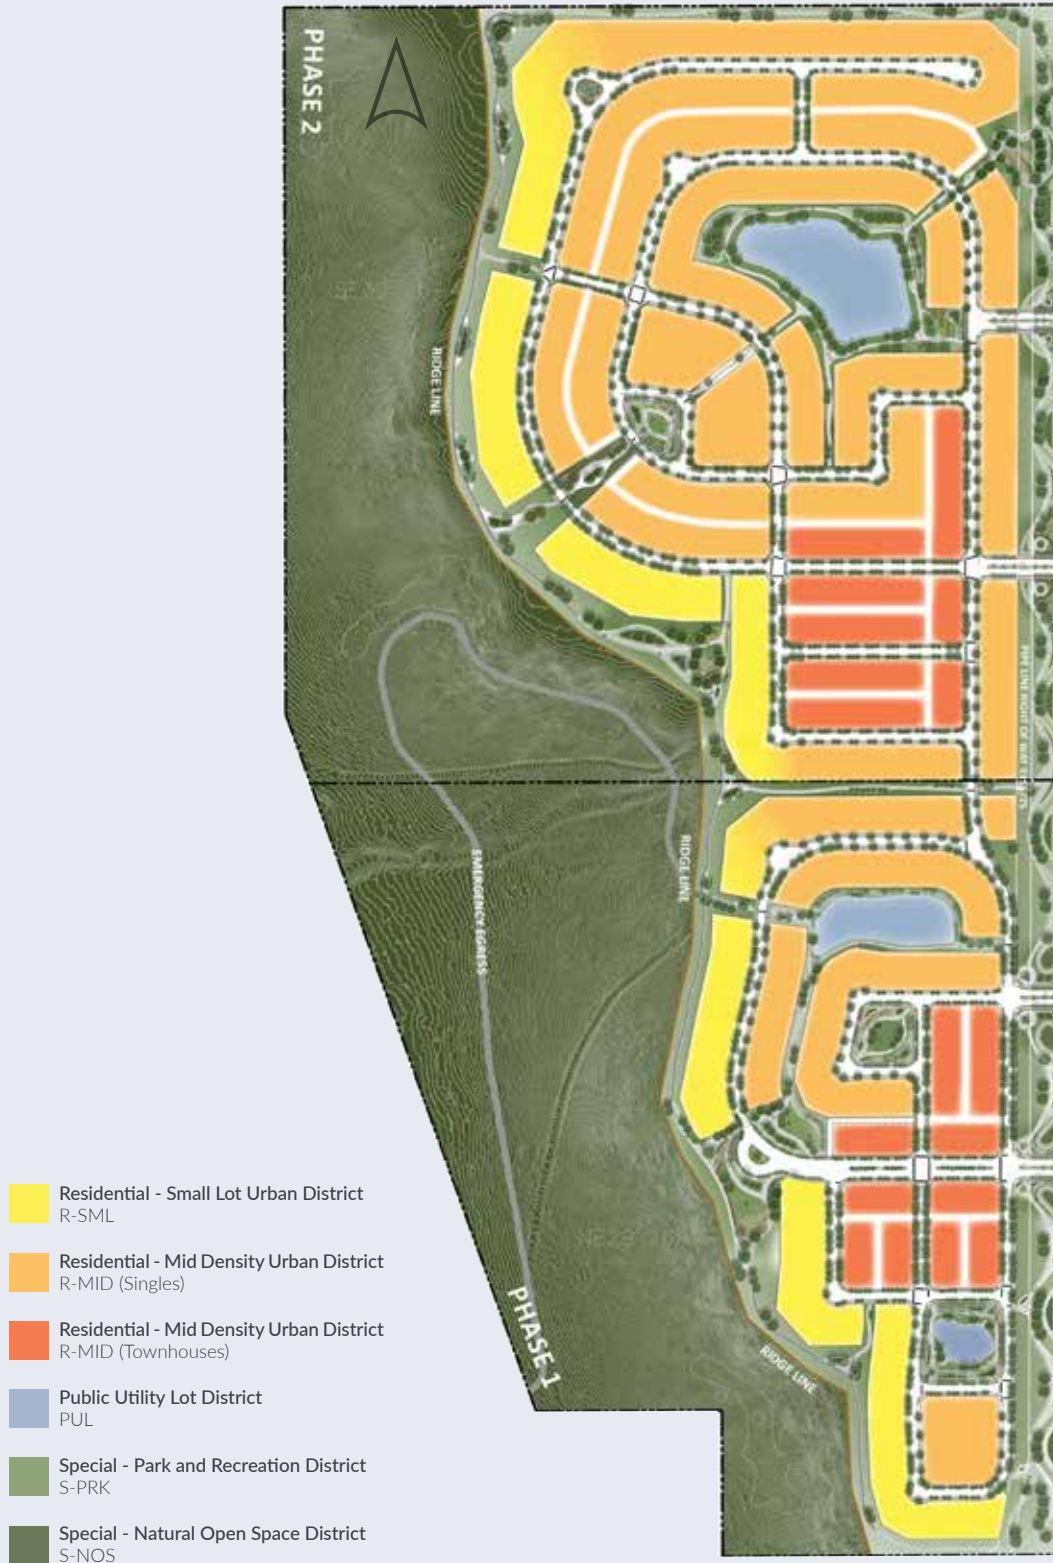 PHASE 2
RIDGE LINE
RIDGE LINE
EMERGENCY EGRESS
PHASE 1
RIDGE LINE
Residential - Small Lot Urban District
R-SML
Residential - Mid Density Urban District
R-MID (Singles)
Residential - Mid Density Urban District
R-MID (Townhouses)
Public Utility Lot District
PUL
Special - Park and Recreation District
S-PRK
Special - Natural Open Space District
S-NOS